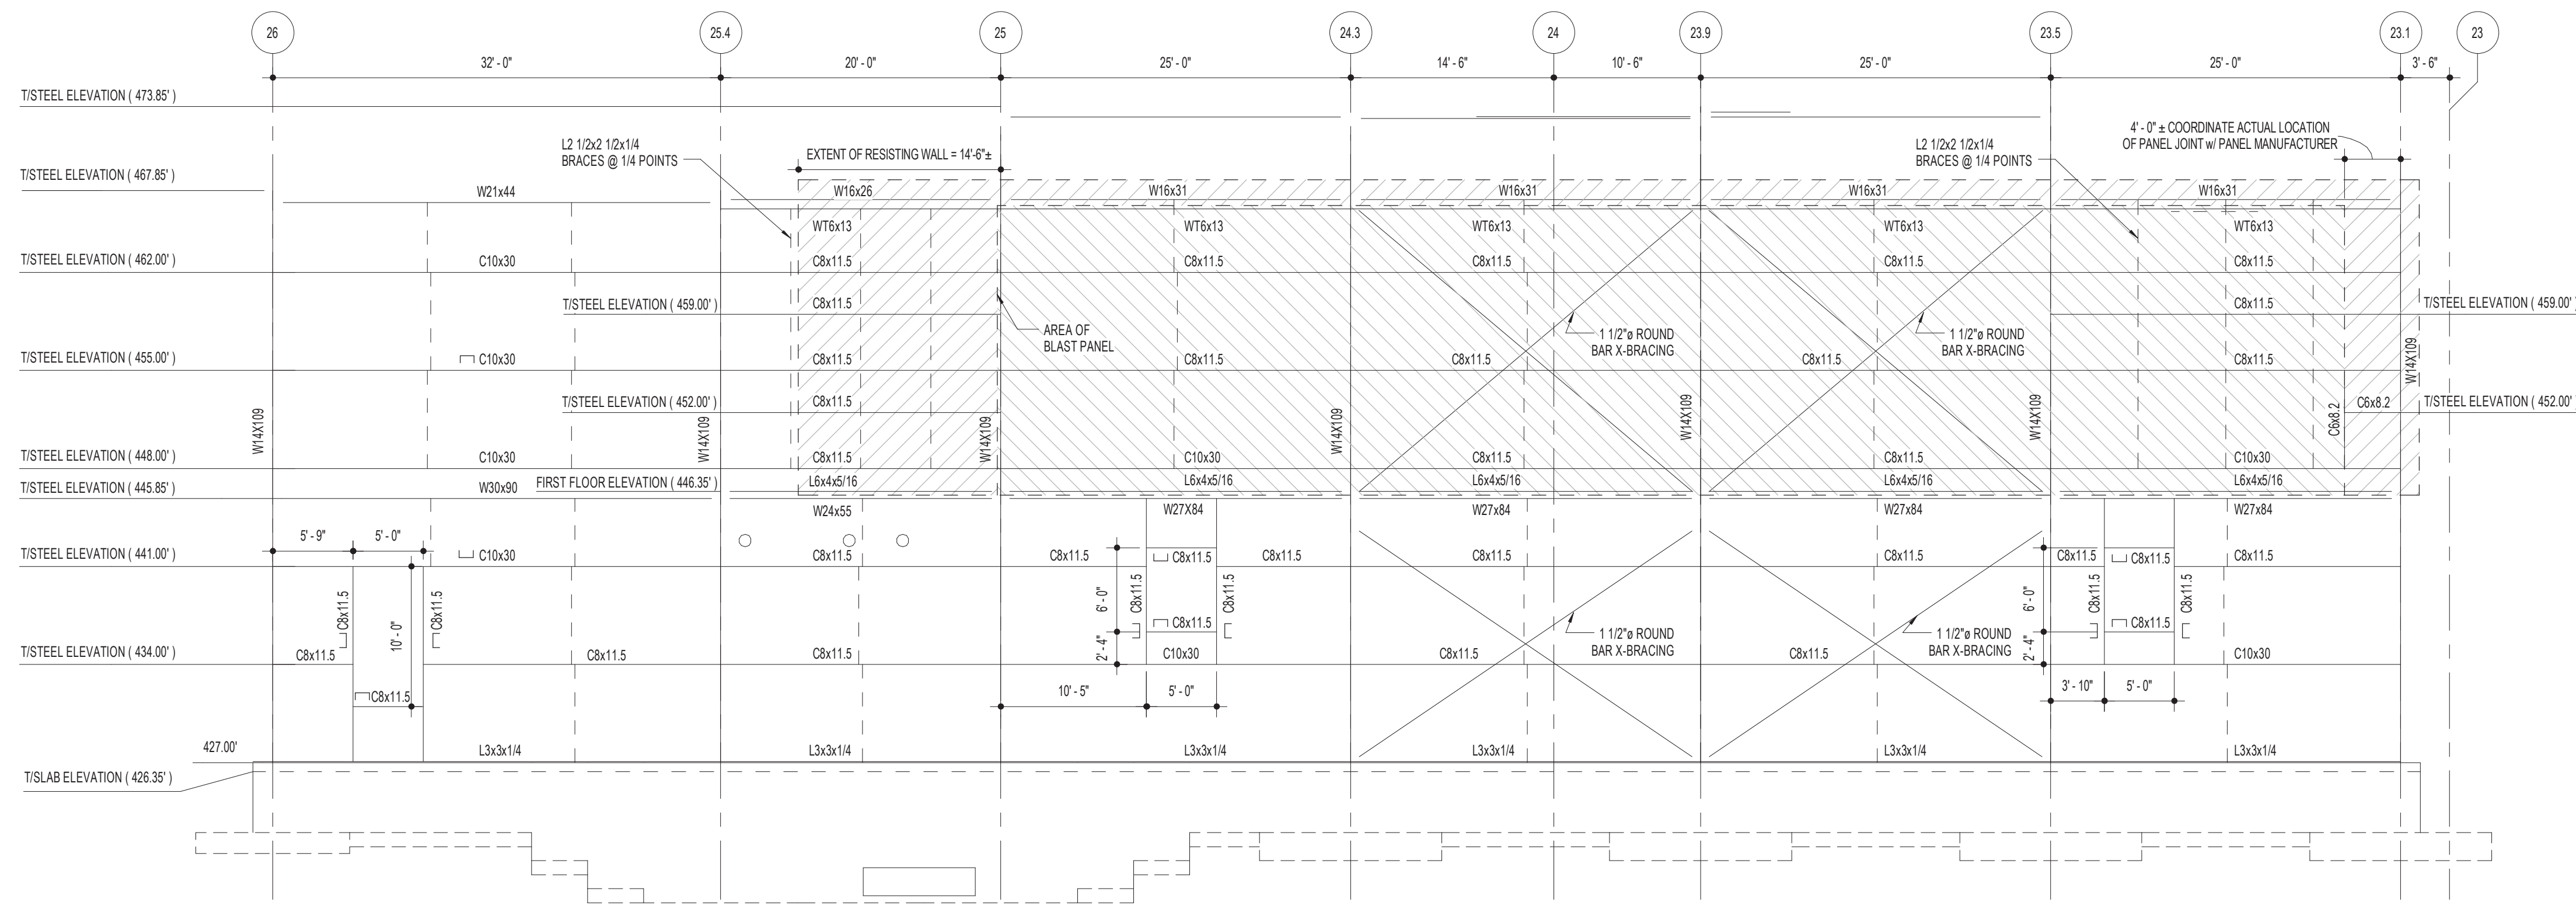 26
25.4
25
24.3
24
23.9
23.5
23.1
23
32' - 0"
20' - 0"
25' - 0"
14' - 6"
10' - 6"
25' - 0"
25' - 0"
3' - 6"
T/STEEL ELEVATION ( 473.85' )
L2 1/2x2 1/2x1/4
BRACES @ 1/4 POINTS
EXTENT OF RESISTING WALL = 14'-6"±
L2 1/2x2 1/2x1/4
BRACES @ 1/4 POINTS
4' - 0" ± COORDINATE ACTUAL LOCATION
OF PANEL JOINT w/ PANEL MANUFACTURER
T/STEEL ELEVATION ( 467.85' )
W21x44
W16x26
W16x31
W16x31
W16x31
W16x31
WT6x13
WT6x13
WT6x13
WT6x13
WT6x13
T/STEEL ELEVATION ( 462.00' )
C10x30
C8x11.5
C8x11.5
C8x11.5
C8x11.5
C8x11.5
T/STEEL ELEVATION ( 459.00' )
C8x11.5
C8x11.5
T/STEEL ELEVATION ( 459.00'
AREA OF
BLAST PANEL
1 1/2"ø ROUND
BAR X-BRACING
1 1/2"ø ROUND
BAR X-BRACING
T/STEEL ELEVATION ( 455.00' )
C10x30
C8x11.5
C8x11.5
C8x11.5
C8x11.5
C8x11.5
W14X109
T/STEEL ELEVATION ( 452.00' )
C8x11.5
C6x8.2
T/STEEL ELEVATION ( 452.00'
W14X109
W14X109
W14X109
W14X109
W14X109
W14X109
C6x8.2
T/STEEL ELEVATION ( 448.00' )
C10x30
C8x11.5
C10x30
C8x11.5
C8x11.5
C10x30
T/STEEL ELEVATION ( 445.85' )
W30x90
FIRST FLOOR ELEVATION ( 446.35' )
L6x4x5/16
L6x4x5/16
L6x4x5/16
L6x4x5/16
L6x4x5/16
W24x55
W27X84
W27x84
W27x84
W27x84
5' - 9"
5' - 0"
T/STEEL ELEVATION ( 441.00' )
C10x30
C8x11.5
C8x11.5
C8x11.5
C8x11.5
C8x11.5
C8x11.5
C8x11.5
C8x11.5
C8x11.5
C8x11.5
10' - 0"
C8x11.5
6' - 0"
C8x11.5
C8x11.5
6' - 0"
C8x11.5
C8x11.5
C8x11.5
C8x11.5
1 1/2"ø ROUND
BAR X-BRACING
1 1/2"ø ROUND
BAR X-BRACING
T/STEEL ELEVATION ( 434.00' )
C8x11.5
C8x11.5
C8x11.5
2' - 4"
C10x30
C8x11.5
C8x11.5
2' - 4"
C10x30
C8x11.5
10' - 5"
5' - 0"
3' - 10"
5' - 0"
427.00'
L3x3x1/4
L3x3x1/4
L3x3x1/4
L3x3x1/4
L3x3x1/4
L3x3x1/4
T/SLAB ELEVATION ( 426.35' )